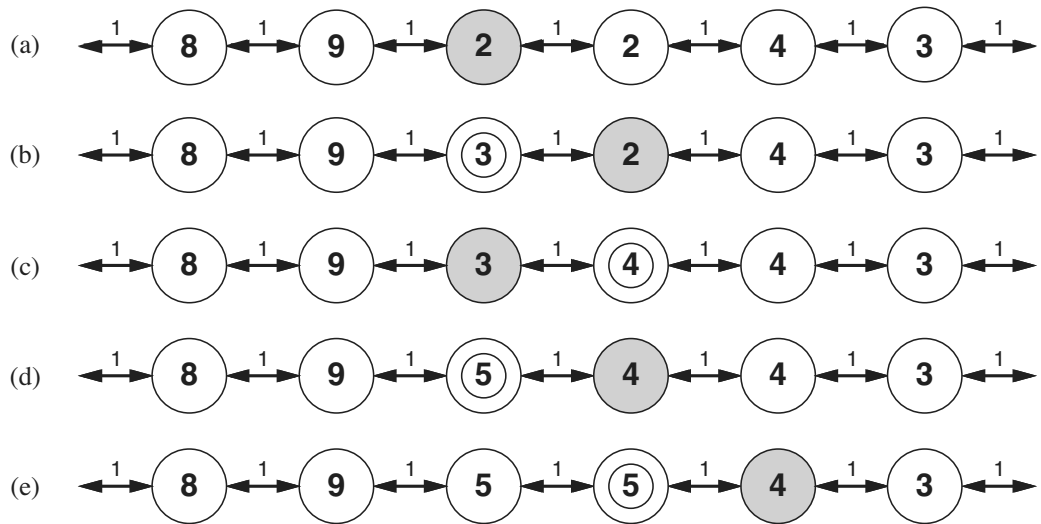 1 1 1 1 1 1 1
(a) 8 9 2 2 4 3
1 1 1 1 1 1 1
(b) 8 9 3 2 4 3
1 1 1 1 1 1 1
(c) 8 9 3 4 4 3
1 1 1 1 1 1 1
(d) 8 9 5 4 4 3
1 1 1 1 1 1 1
(e) 8 9 5 5 4 3